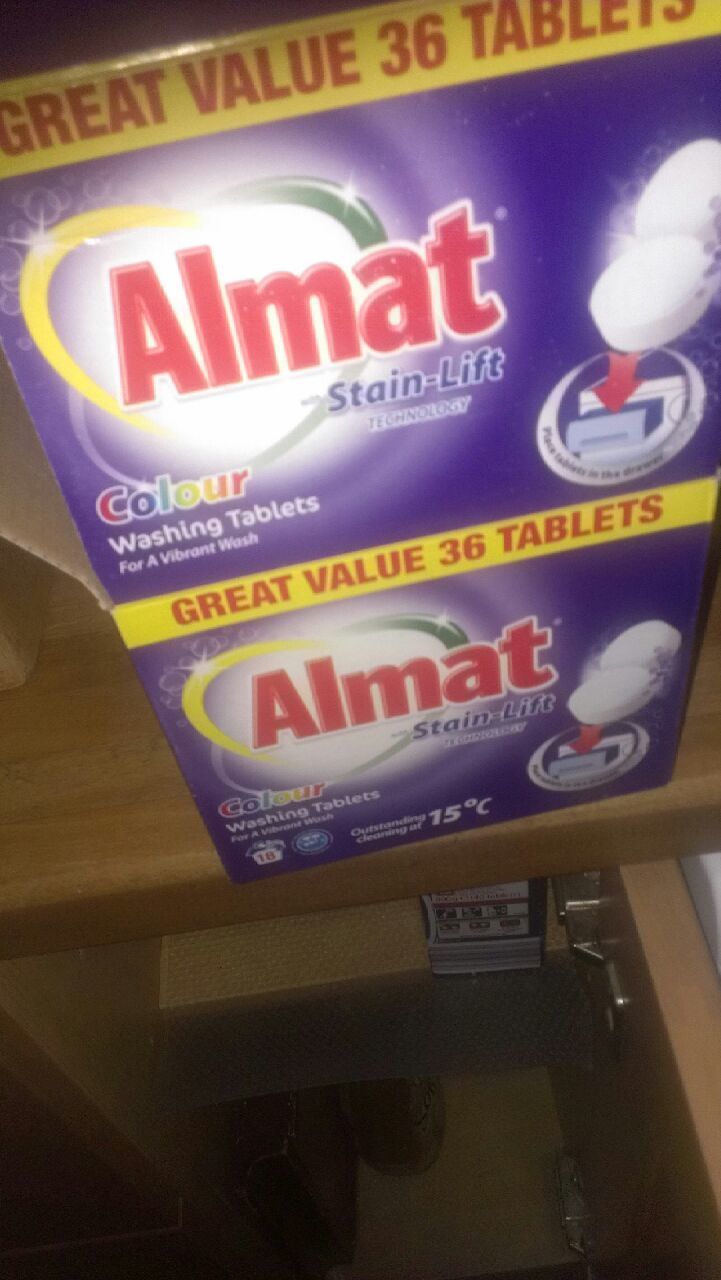 GREAT VALUE 36 TABLETS
Almat
Stain-Lift
TECHNOLOGY
Place tablets in the drawer
Colour
Washing Tablets
For A Vibrant Wash
GREAT VALUE 36 TABLETS
Almat
Stain-Lift
TECHNOLOGY
Colour
Washing Tablets
For A Vibrant Wash
18
Outstanding
cleaning at 15°C